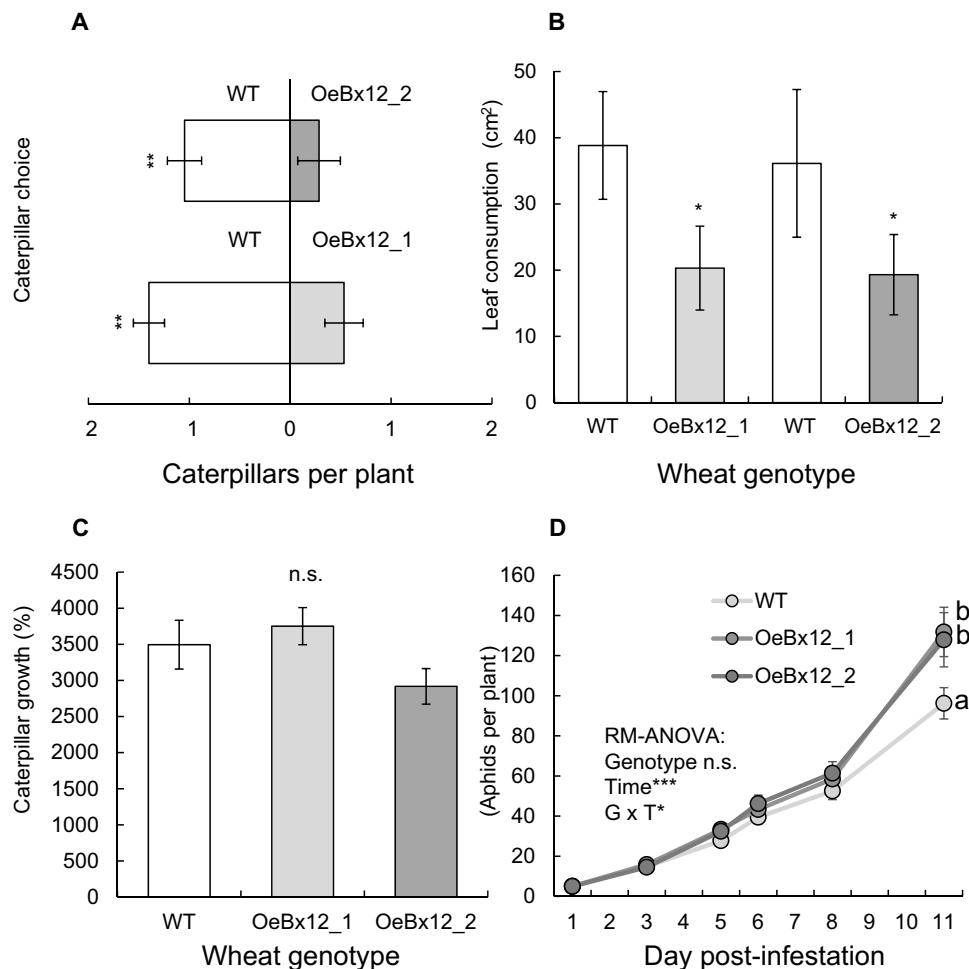 A
WT
OeBx12_2
**
WT
OeBx12_1
**
Caterpillar choice
2
1
0
1
2
Caterpillars per plant
B
50
40
30
20
10
0
Leaf consumption (cm²)
*
*
WT
OeBx12_1
WT
OeBx12_2
Wheat genotype
C
4500
4000
3500
3000
2500
2000
1500
1000
500
0
Caterpillar growth (%)
n.s.
WT
OeBx12_1
OeBx12_2
Wheat genotype
D
160
140
120
100
80
60
40
20
0
(Aphids per plant)
WT
OeBx12_1
OeBx12_2
RM-ANOVA:
Genotype n.s.
Time***
G x T*
b
b
a
1 2 3 4 5 6 7 8 9 10 11
Day post-infestation